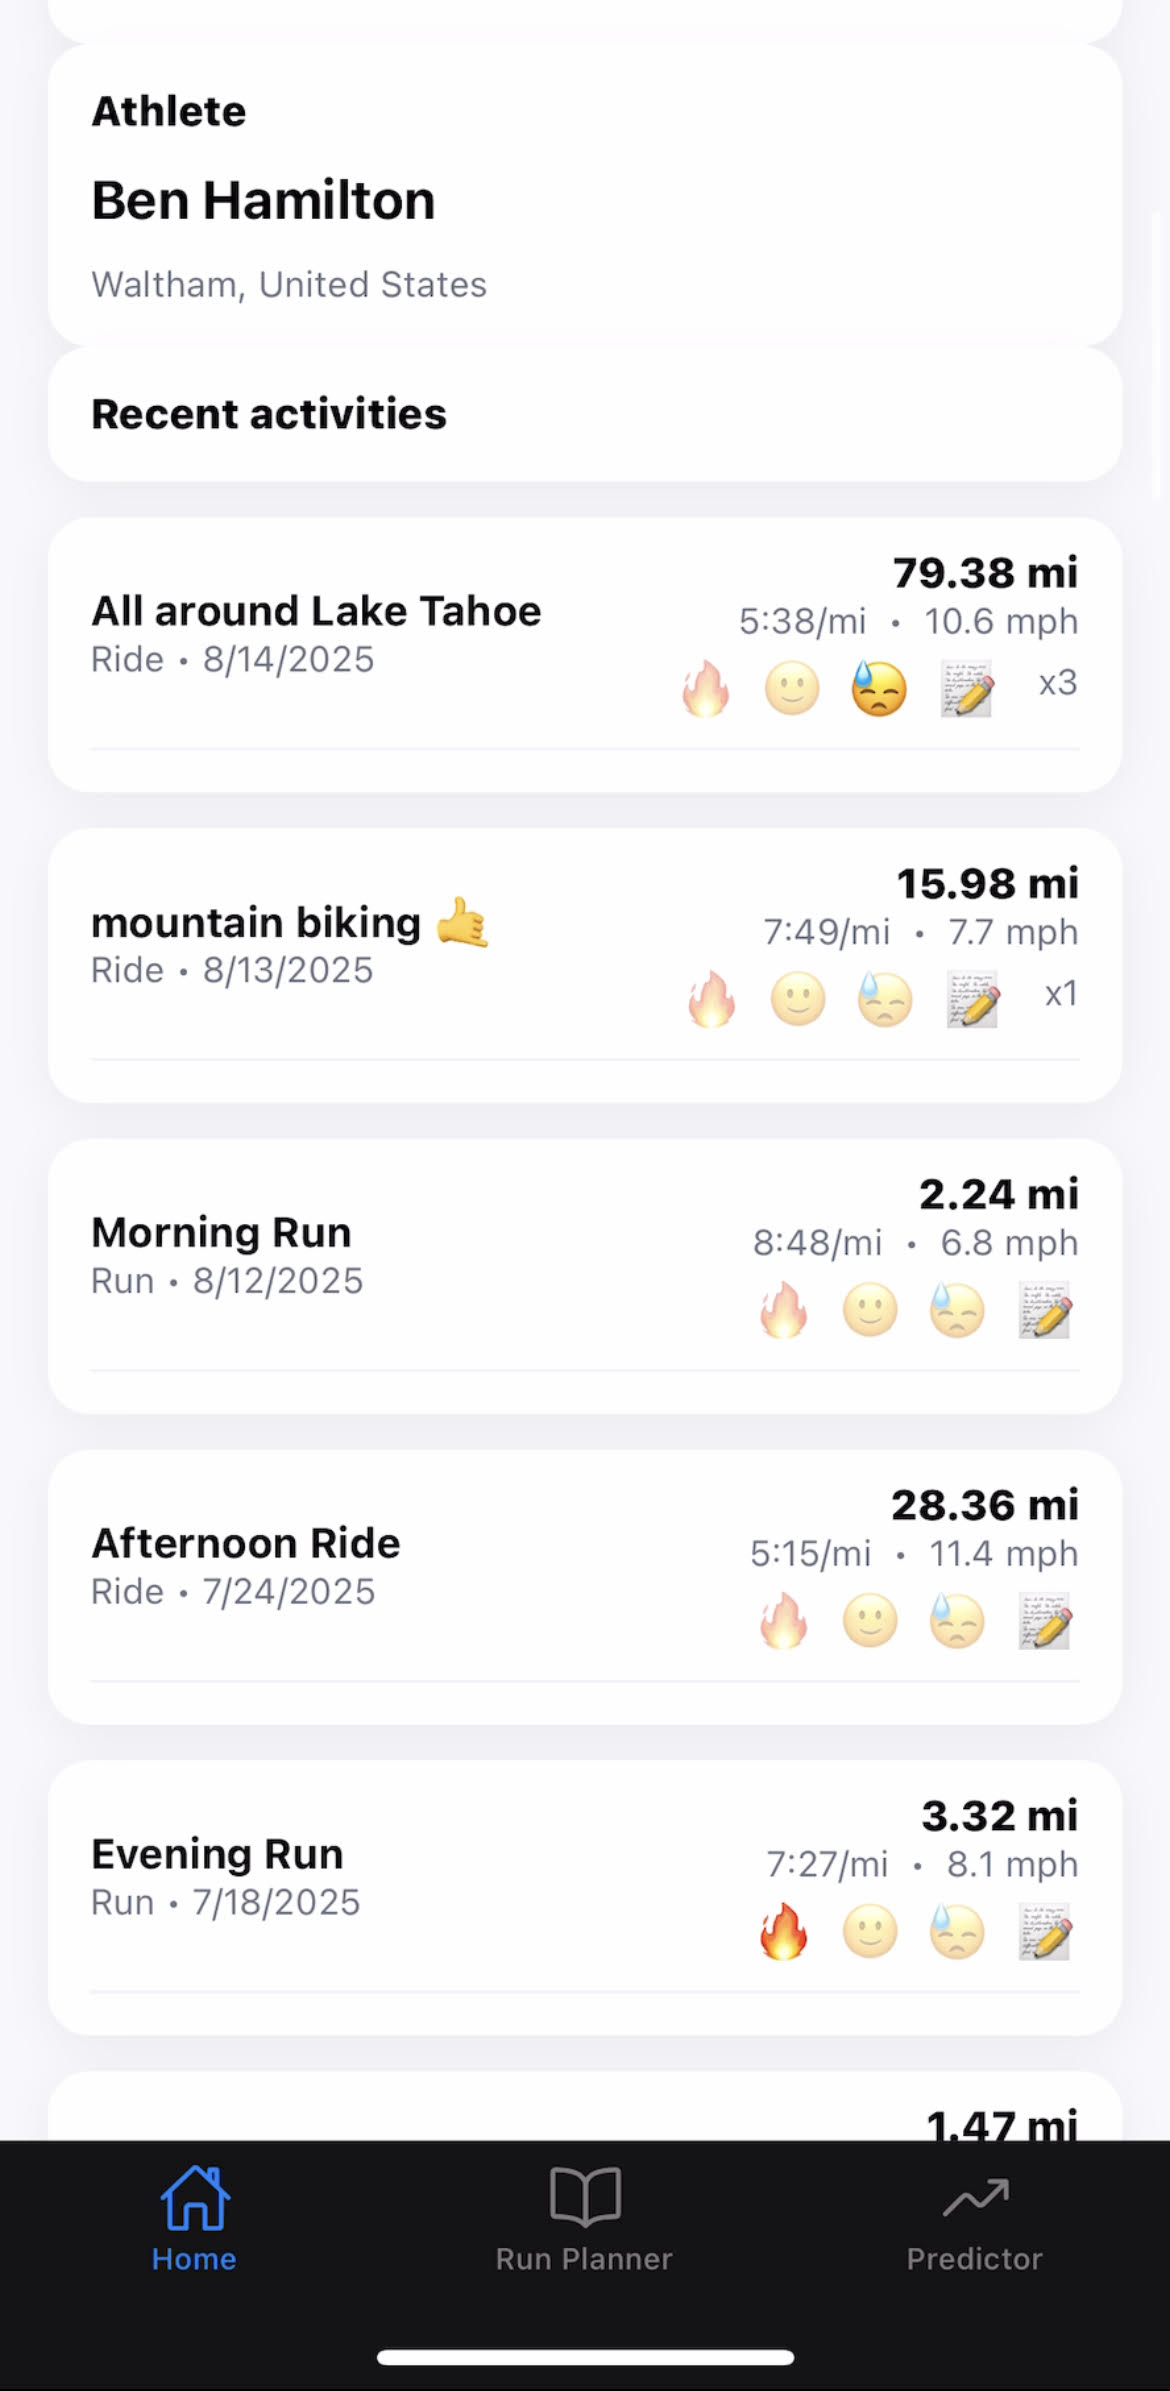 Athlete
Ben Hamilton
Waltham, United States
Recent activities
79.38 mi
All around Lake Tahoe
5:38/mi • 10.6 mph
Ride • 8/14/2025
x3
15.98 mi
mountain biking 🤙
7:49/mi • 7.7 mph
Ride • 8/13/2025
x1
2.24 mi
Morning Run
8:48/mi • 6.8 mph
Run • 8/12/2025
28.36 mi
Afternoon Ride
5:15/mi • 11.4 mph
Ride • 7/24/2025
3.32 mi
Evening Run
7:27/mi • 8.1 mph
Run • 7/18/2025
1.47 mi
Home
Run Planner
Predictor